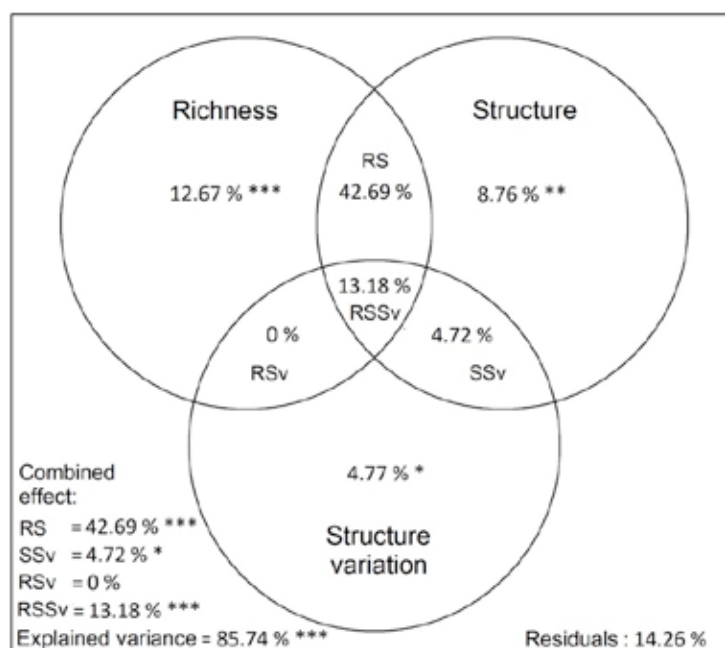 Richness
Structure
RS
12.67 % ***
42.69 %
8.76 % **
13.18 %
RSSv
0 %
4.72 %
RSv
SSv
4.77 % *
Structure
variation
Combined
effect:
RS = 42.69 % ***
SSv = 4.72 % *
RSv = 0 %
RSSv = 13.18 % ***
Explained variance = 85.74 % ***
Residuals : 14.26 %